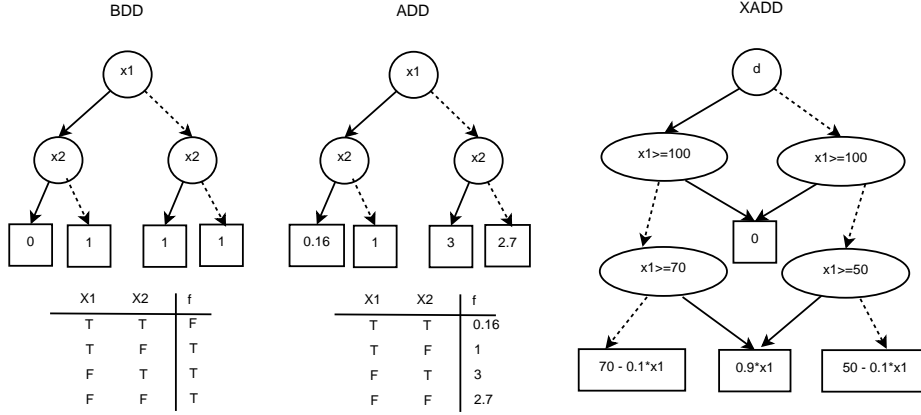 BDD
x1
x2
x2
0
1
1
1
X1 X2 f
T T F
T F T
F T T
F F T
ADD
x1
x2
x2
0.16
1
3
2.7
X1 X2 f
T T 0.16
T F 1
F T 3
F F 2.7
XADD
d
x1>=100
x1>=100
0
x1>=70
x1>=50
70 - 0.1*x1
0.9*x1
50 - 0.1*x1